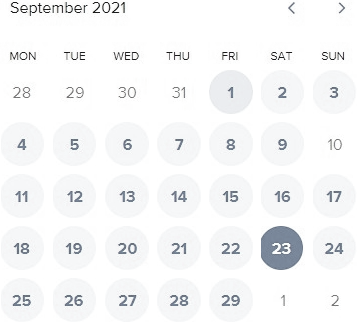 September 2021
MON TUE WED THU FRI SAT SUN
28 29 30 31 1 2 3
4 5 6 7 8 9 10
11 12 13 14 15 16 17
18 19 20 21 22 23 24
25 26 27 28 29 1 2